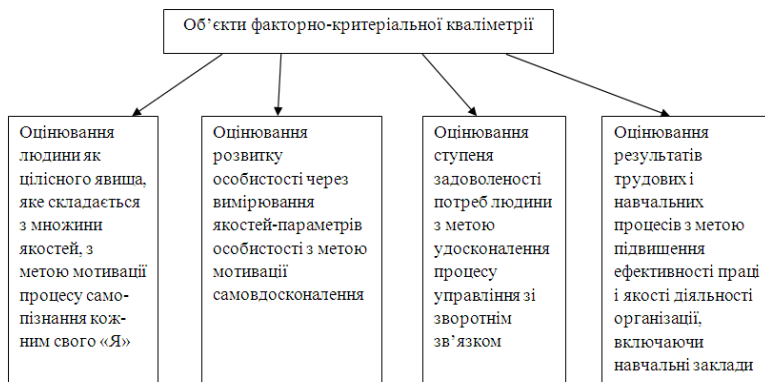 Об’єкти факторно-критеріальної кваліметрії
Оцінювання
людини як
цілісного явища,
яке складається
з множини
якостей, з
метою мотивації
процесу само-
пізнання кож-
ним свого «Я»
Оцінювання
розвитку
особистості через
вимірювання
якостей-параметрів
особистості з метою
мотивації
самовдосконалення
Оцінювання
ступеня
задоволеності
потреб людини
з метою
удосконалення
процесу
управління зі
зворотнім
зв’язком
Оцінювання
результатів
трудових і
навчальних
процесів з метою
підвищення
ефективності праці
і якості діяльності
організації,
включаючи
навчальні заклади